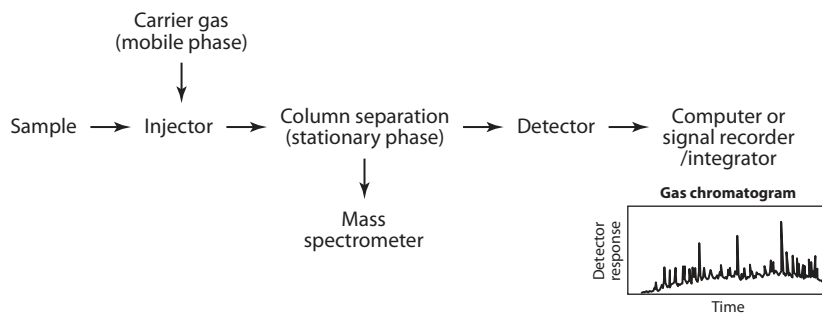 Carrier gas
(mobile phase)
Sample
Injector
Column separation
(stationary phase)
Detector
Computer or
signal recorder
/integrator
Mass
spectrometer
Gas chromatogram
Detector
response
Time